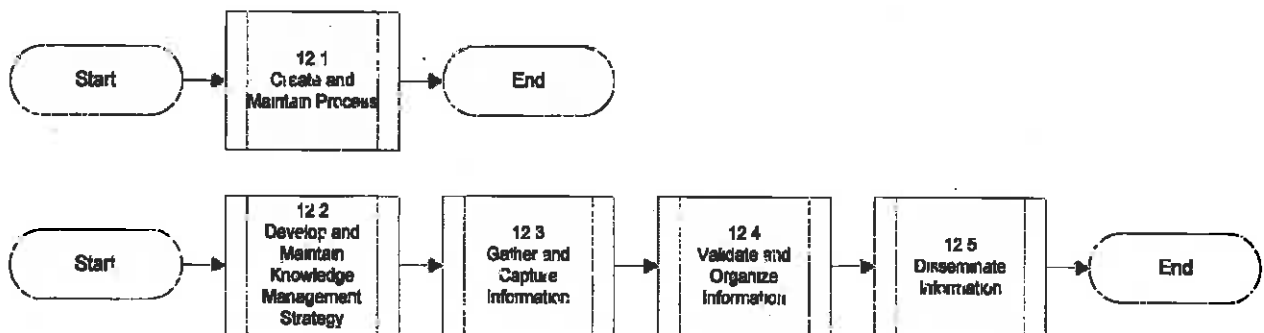 Start
12.1
Create and
Maintain Process
End
Start
12.2
Develop and
Maintain
Knowledge
Management
Strategy
12.3
Gather and
Capture
Information
12.4
Validate and
Organize
Information
12.5
Disseminate
Information
End